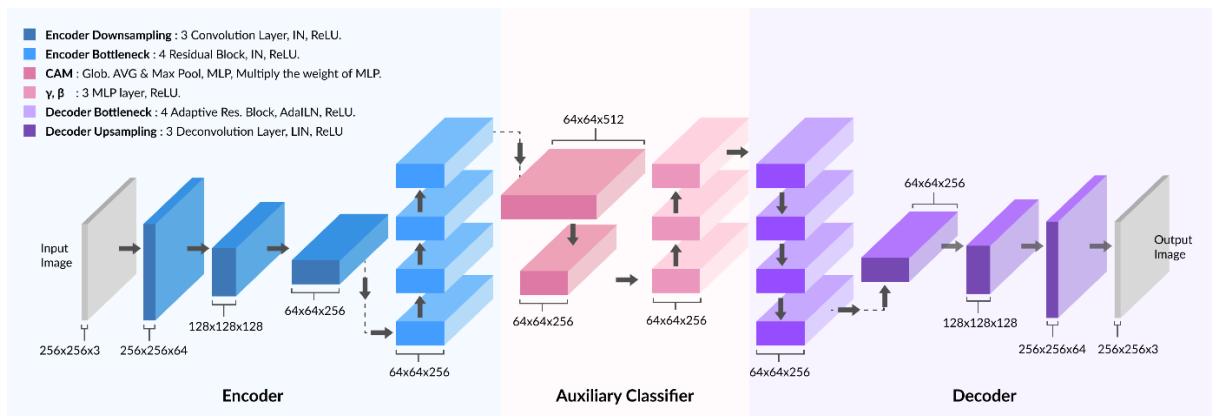 Encoder Downsampling : 3 Convolution Layer, IN, ReLU.
Encoder Bottleneck : 4 Residual Block, IN, ReLU.
CAM : Glob. AVG & Max Pool, MLP, Multiply the weight of MLP.
γ, β : 3 MLP layer, ReLU.
Decoder Bottleneck : 4 Adaptive Res. Block, AdaILN, ReLU.
Decoder Upsampling : 3 Deconvolution Layer, LIN, ReLU
Input
Image
256x256x3
256x256x64
128x128x128
64x64x256
64x64x256
64x64x512
64x64x256
64x64x256
64x64x256
64x64x256
128x128x128
256x256x64
256x256x3
Output
Image
Encoder
Auxiliary Classifier
Decoder